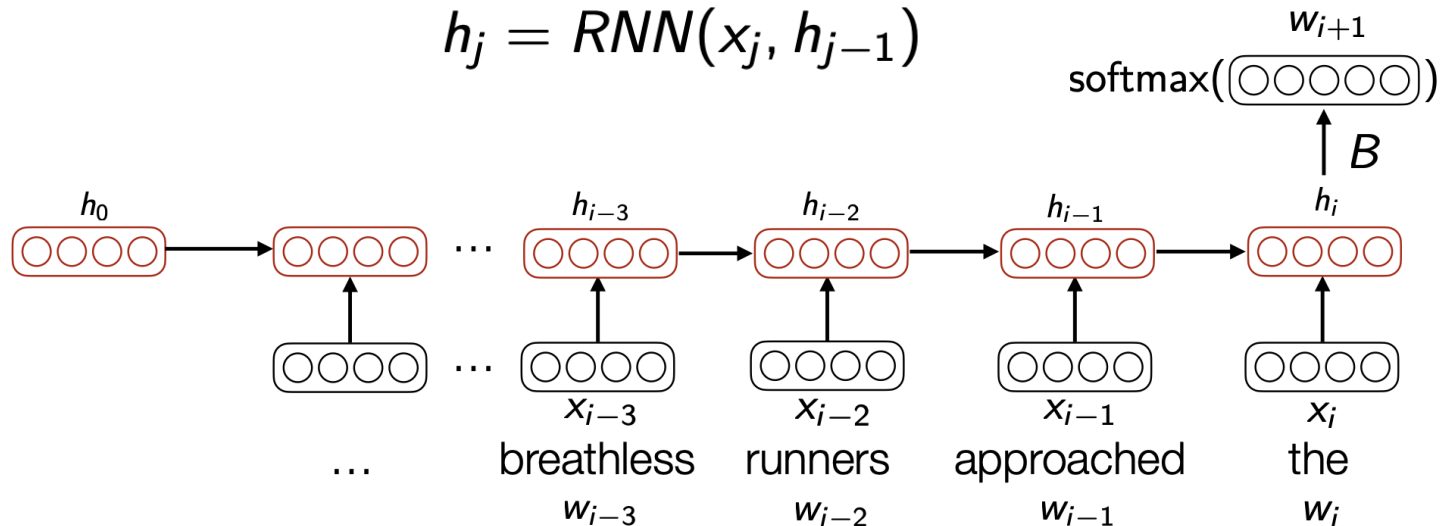 h_j = RNN(x_j, h_{j−1})
w_{i+1}
softmax( )
B
h_0 h_{i−3} h_{i−2} h_{i−1} h_i
...
...
x_{i−3} x_{i−2} x_{i−1} x_i
... breathless runners approached the
w_{i−3} w_{i−2} w_{i−1} w_i